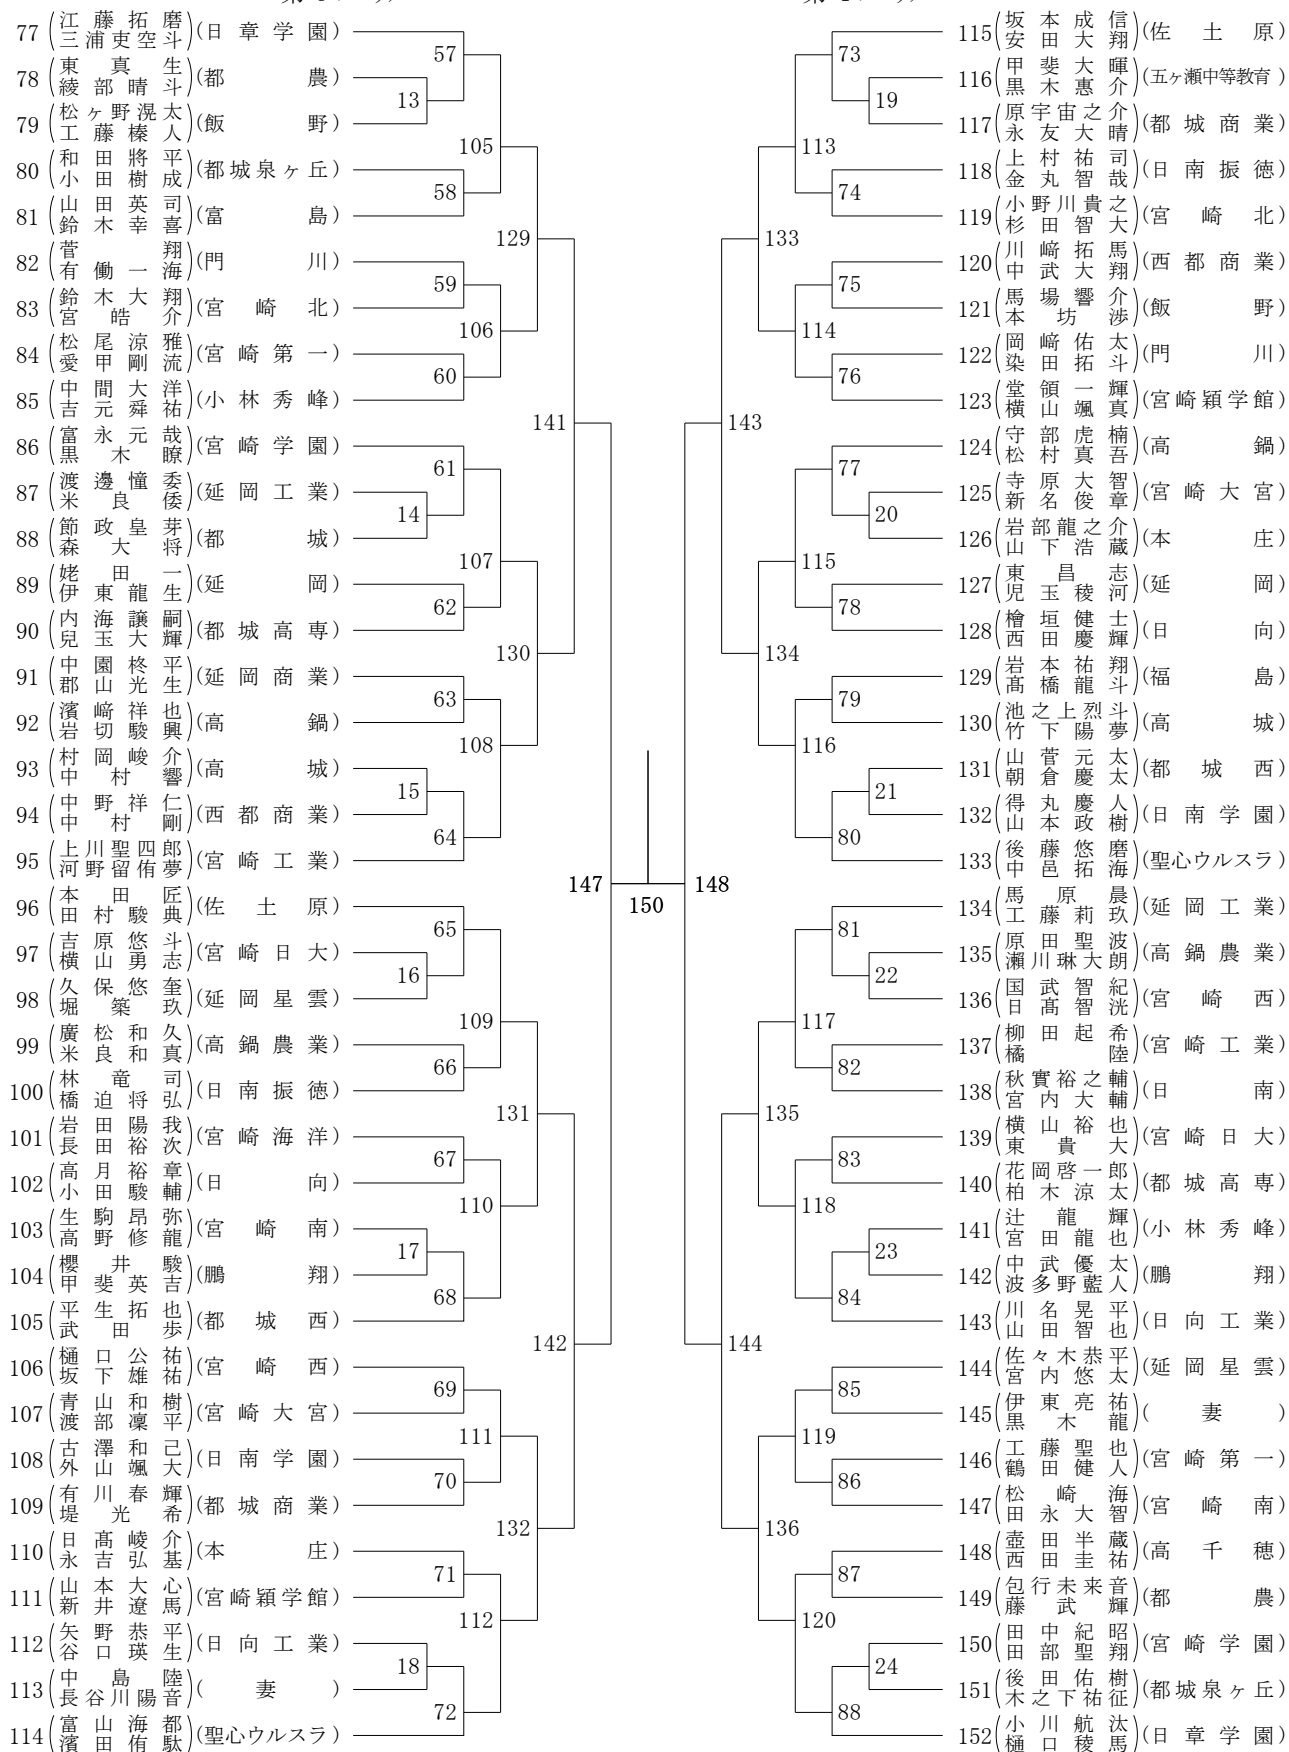 77 (江藤拓磨 三浦吏空斗) (日章学園)
78 (東真生 綾部晴斗) (都農)
79 (松ヶ野滉太 工藤榛人) (飯野)
80 (和田將平 小田樹成) (都城泉ヶ丘)
81 (山田英司 鈴木幸喜) (富島)
82 (菅翔 有働一海) (門川)
83 (鈴木大翔 宮皓介) (宮崎北)
84 (松尾涼雅 愛甲剛流) (宮崎第一)
85 (中間大洋 吉元舜祐) (小林秀峰)
86 (富永元哉 黒木瞭) (宮崎学園)
87 (渡邊憧委 米良倭) (延岡工業)
88 (節政皇芽 森大将) (都城)
89 (姥田一 伊東龍生) (延岡)
90 (内海譲嗣 兒玉大輝) (都城高専)
91 (中園柊平 郡山光生) (延岡商業)
92 (濱﨑祥也 岩切駿興) (高鍋)
93 (村岡峻介 中村響) (高城)
94 (中野祥仁 中村剛) (西都商業)
95 (上川聖四郎 河野留侑夢) (宮崎工業)
96 (本田匠 田村駿典) (佐土原)
97 (吉原悠斗 横山勇志) (宮崎日大)
98 (久保悠奎 堀築玖) (延岡星雲)
99 (廣松和久 米良和真) (高鍋農業)
100 (林竜司 橋迫将弘) (日南振徳)
101 (岩田陽我 長田裕次) (宮崎海洋)
102 (高月裕章 小田駿輔) (日向)
103 (生駒昂弥 高野修龍) (宮崎南)
104 (櫻井駿 甲斐英吉) (鵬翔)
105 (平生拓也 武田歩) (都城西)
106 (樋口公祐 坂下雄祐) (宮崎西)
107 (青山和樹 渡部凜平) (宮崎大宮)
108 (古澤和己 外山颯大) (日南学園)
109 (有川春輝 堤光希) (都城商業)
110 (日髙崚介 永吉弘基) (本庄)
111 (山本大心 新井遼馬) (宮崎穎学館)
112 (矢野恭平 谷口瑛生) (日向工業)
113 (中島陸 長谷川陽音) (妻)
114 (富山海都 濱田侑駄) (聖心ウルスラ)
57
13
105
58
129
59
106
60
141
61
14
107
62
130
63
108
15
64
147
65
16
109
66
131
67
110
17
68
142
69
111
70
132
71
112
18
72
150
73
19
113
74
133
75
114
76
143
77
20
115
78
134
79
116
21
80
148
81
22
117
82
135
83
118
23
84
144
85
119
86
136
87
120
24
88
115 (坂本成信 安田大翔) (佐土原)
116 (甲斐大暉 黒木惠介) (五ヶ瀬中等教育)
117 (原宇宙之介 永友大晴) (都城商業)
118 (上村祐司 金丸智哉) (日南振徳)
119 (小野川貴之 杉田智大) (宮崎北)
120 (川﨑拓馬 中武大翔) (西都商業)
121 (馬場響介 本坊渉) (飯野)
122 (岡﨑佑太 染田拓斗) (門川)
123 (堂領一輝 横山颯真) (宮崎穎学館)
124 (守部虎楠 松村真吾) (高鍋)
125 (寺原大智 新名俊章) (宮崎大宮)
126 (岩部龍之介 山下浩蔵) (本庄)
127 (東昌志 児玉稜河) (延岡)
128 (檜垣健士 西田慶輝) (日向)
129 (岩本祐翔 髙橋龍斗) (福島)
130 (池之上烈斗 竹下陽夢) (高城)
131 (山菅元太 朝倉慶太) (都城西)
132 (得丸慶人 山本政樹) (日南学園)
133 (後藤悠磨 中邑拓海) (聖心ウルスラ)
134 (馬原晨 工藤莉玖) (延岡工業)
135 (原田聖波 瀬川琳大朗) (高鍋農業)
136 (国武智紀 日髙智洸) (宮崎西)
137 (柳田起希 橘陸) (宮崎工業)
138 (秋實裕之輔 宮内大輔) (日南)
139 (横山裕也 東貴大) (宮崎日大)
140 (花岡啓一郎 柏木涼太) (都城高専)
141 (辻龍輝 宮田龍也) (小林秀峰)
142 (中武優太 波多野藍人) (鵬翔)
143 (川名晃平 山田智也) (日向工業)
144 (佐々木恭平 宮内悠太) (延岡星雲)
145 (伊東亮祐 黒木龍) (妻)
146 (工藤聖也 鶴田健人) (宮崎第一)
147 (松崎海 田永大智) (宮崎南)
148 (壺田半蔵 西田圭祐) (高千穂)
149 (包行未来音 藤武輝) (都農)
150 (田中紀昭 田部聖翔) (宮崎学園)
151 (後田佑樹 木之下祐征) (都城泉ヶ丘)
152 (小川航汰 樋口稜馬) (日章学園)